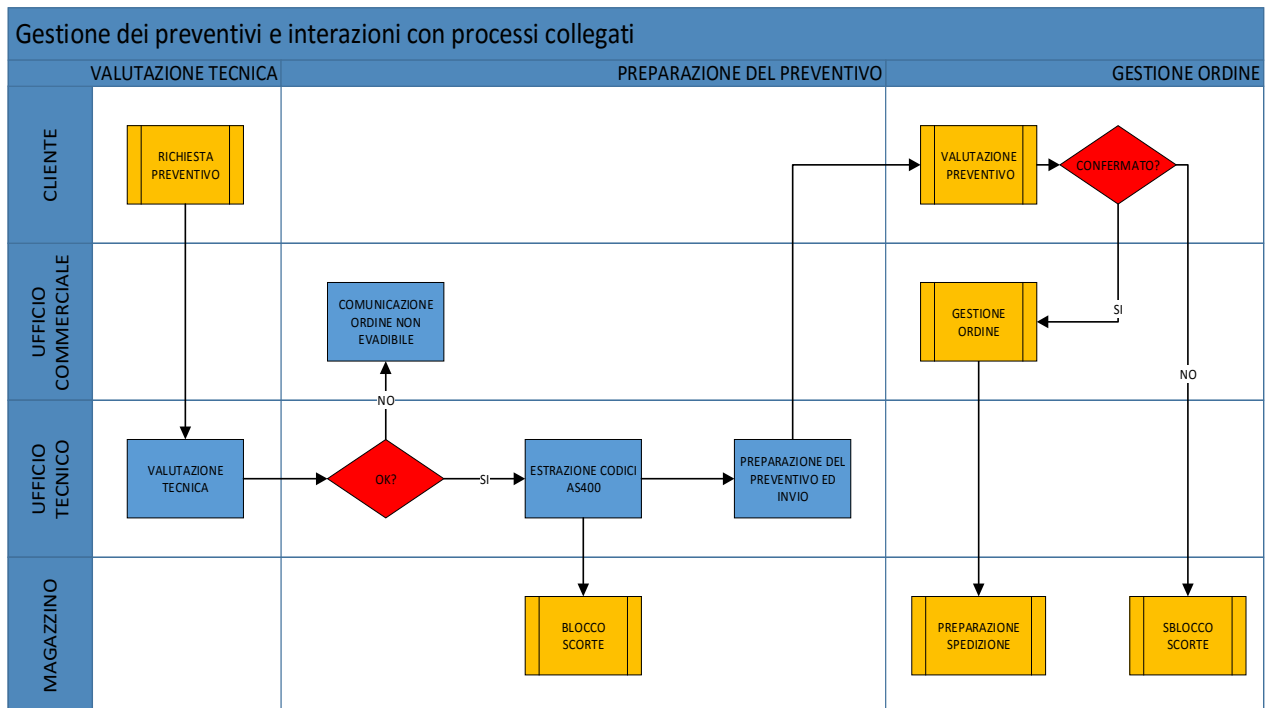 Gestione dei preventivi e interazioni con processi collegati
VALUTAZIONE TECNICA
PREPARAZIONE DEL PREVENTIVO
GESTIONE ORDINE
CLIENTE
RICHIESTA
PREVENTIVO
VALUTAZIONE
PREVENTIVO
CONFERMATO?
UFFICIO
COMMERCIALE
COMUNICAZIONE
ORDINE NON
EVADIBILE
GESTIONE
ORDINE
SI
NO
NO
UFFICIO
TECNICO
VALUTAZIONE
TECNICA
OK?
SI
ESTRAZIONE CODICI
AS400
PREPARAZIONE DEL
PREVENTIVO ED
INVIO
MAGAZZINO
BLOCCO
SCORTE
PREPARAZIONE
SPEDIZIONE
SBLOCCO
SCORTE